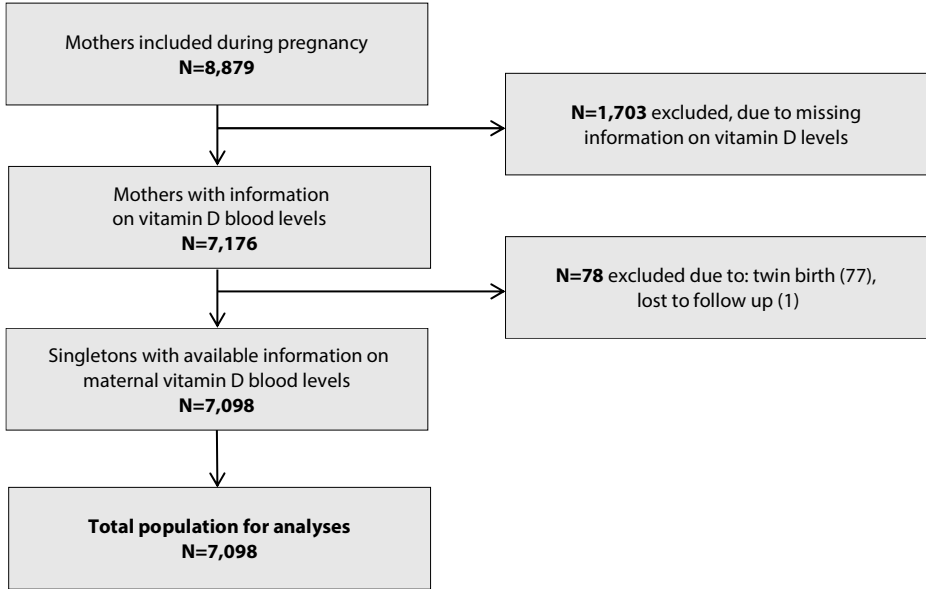 Mothers included during pregnancy
N=8,879
N=1,703 excluded, due to missing
information on vitamin D levels
Mothers with information
on vitamin D blood levels
N=7,176
N=78 excluded due to: twin birth (77),
lost to follow up (1)
Singletons with available information on
maternal vitamin D blood levels
N=7,098
Total population for analyses
N=7,098